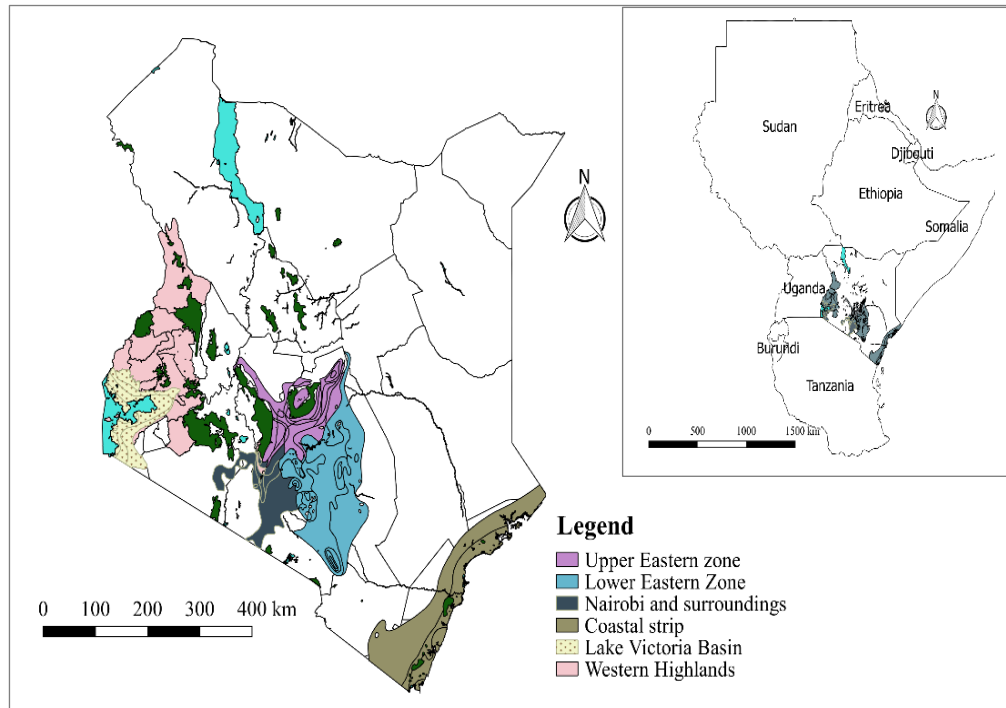 N
0 100 200 300 400 km
Legend
Upper Eastern zone
Lower Eastern Zone
Nairobi and surroundings
Coastal strip
Lake Victoria Basin
Western Highlands
N
Sudan
Eritrea
Djibouti
Ethiopia
Somalia
Uganda
Burundi
Tanzania
0 500 1000 1500 km